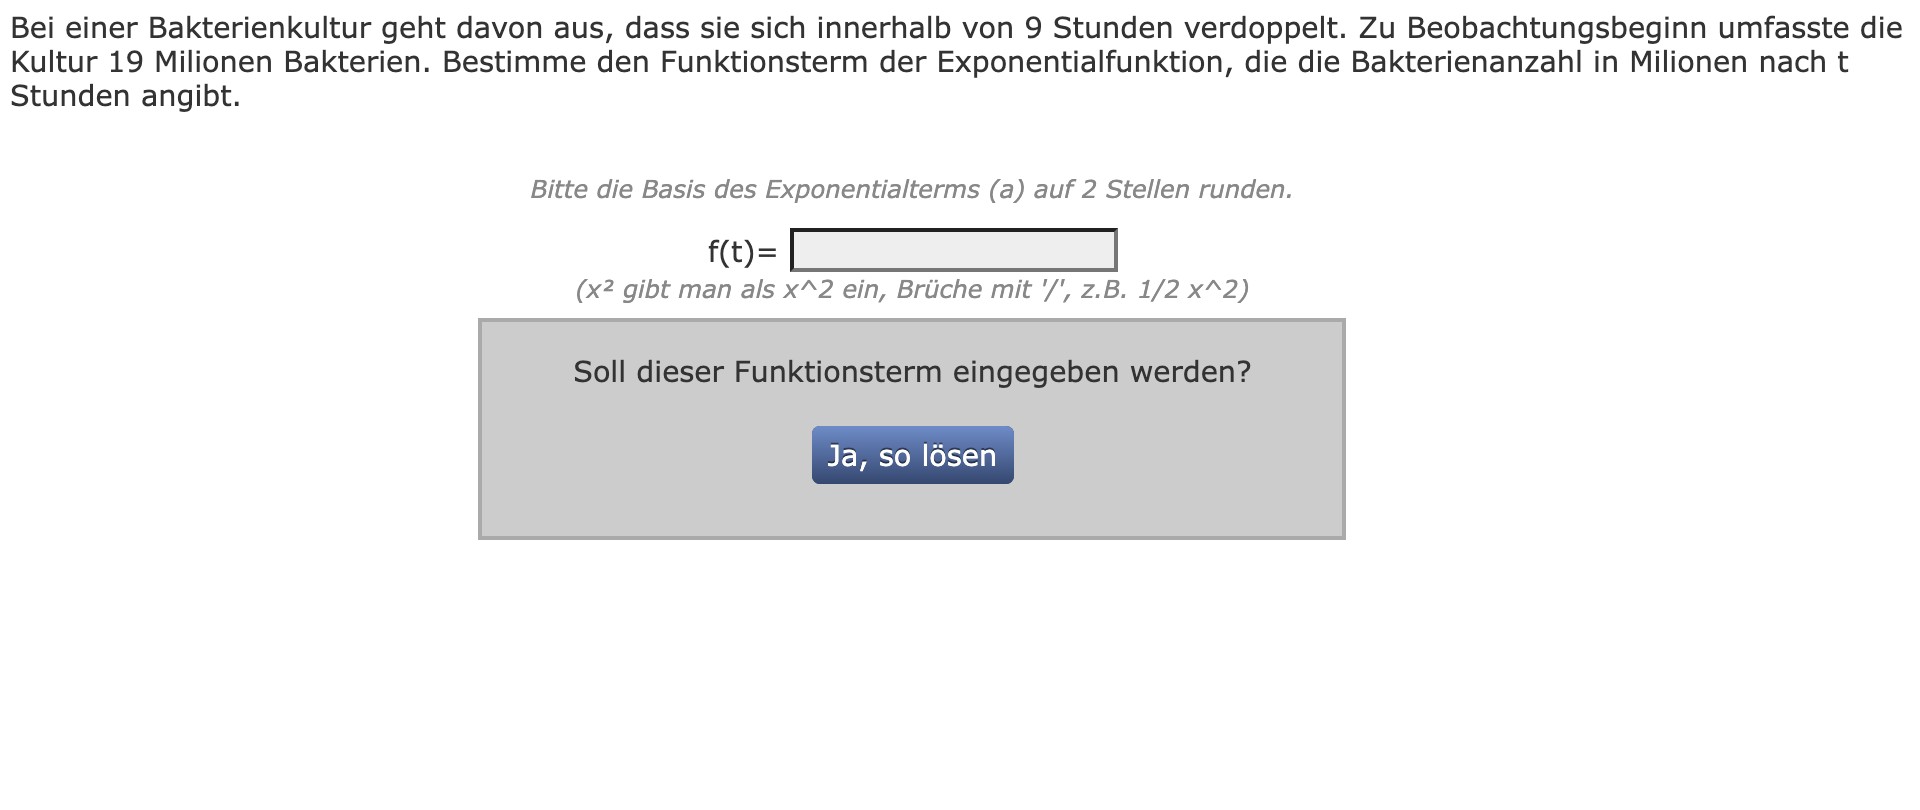 Bei einer Bakterienkultur geht davon aus, dass sie sich innerhalb von 9 Stunden verdoppelt. Zu Beobachtungsbeginn umfasste die
Kultur 19 Milionen Bakterien. Bestimme den Funktionsterm der Exponentialfunktion, die die Bakterienanzahl in Milionen nach t
Stunden angibt.
Bitte die Basis des Exponentialterms (a) auf 2 Stellen runden.
f(t)=
(x² gibt man als x^2 ein, Brüche mit '/', z.B. 1/2 x^2)
Soll dieser Funktionsterm eingegeben werden?
Ja, so lösen